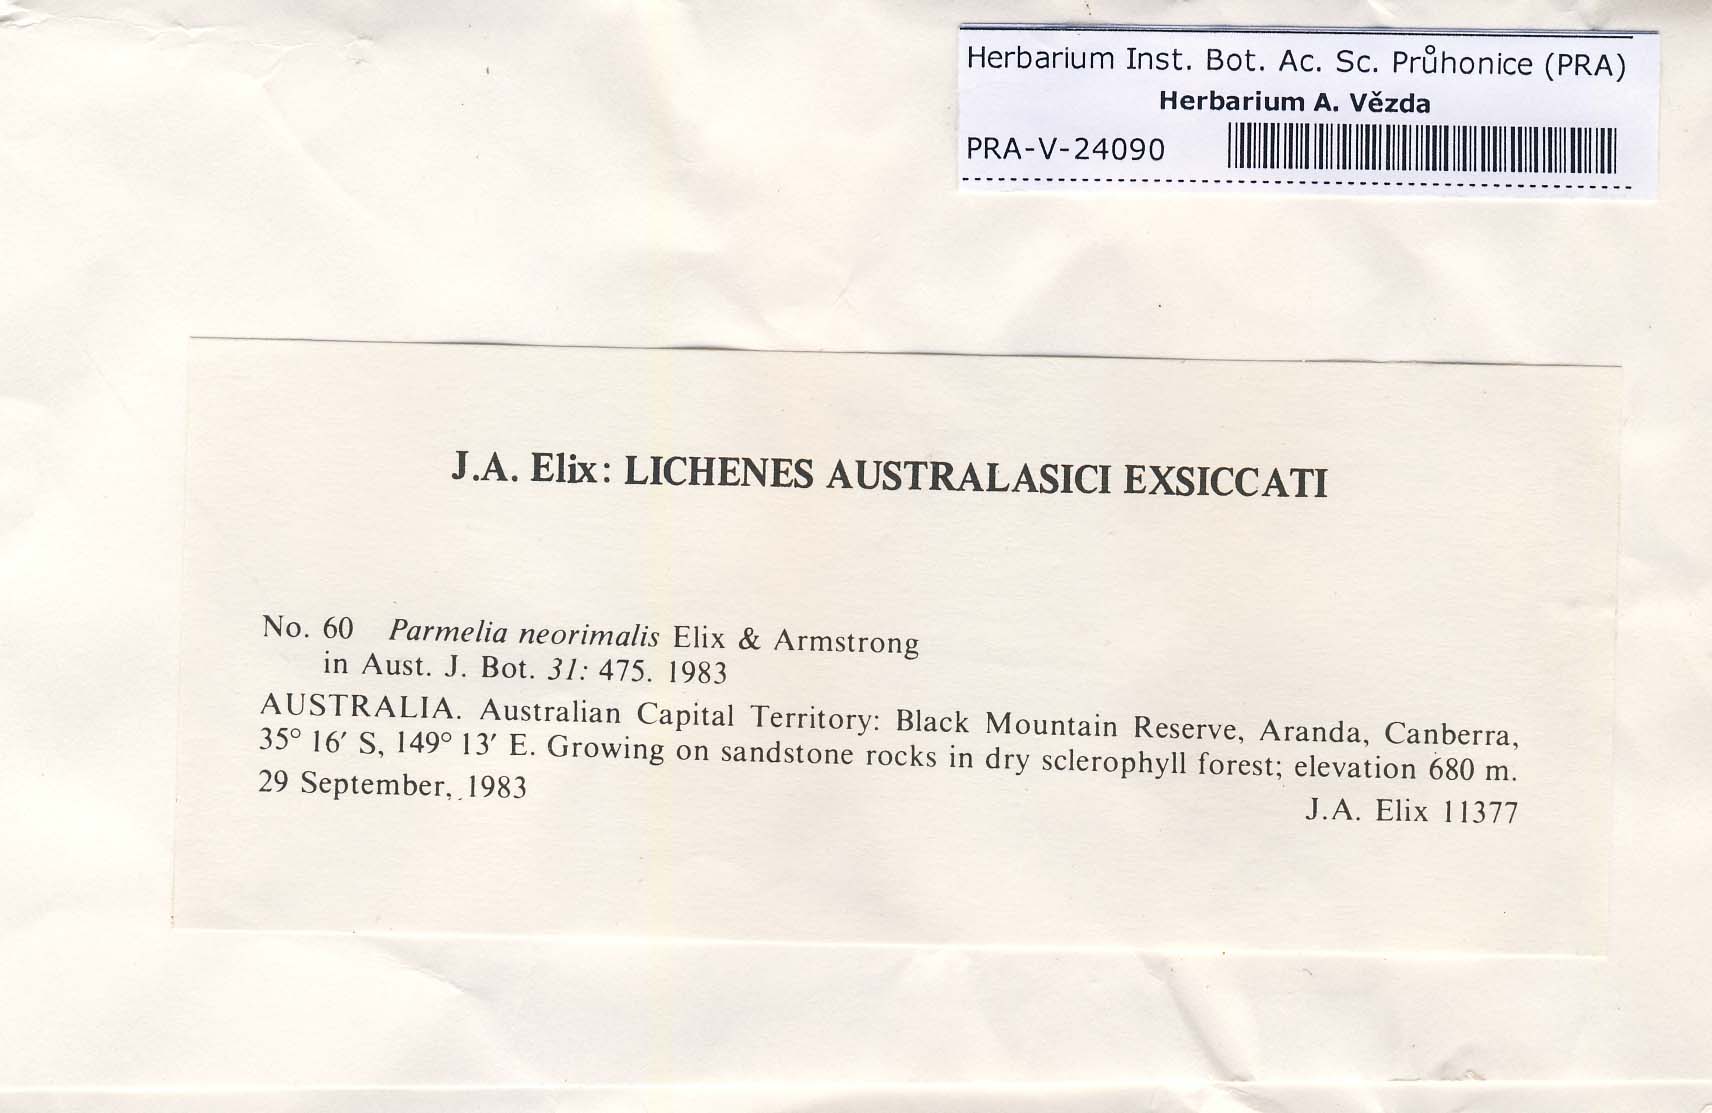 Herbarium Inst. Bot. Ac. Sc. Průhonice (PRA)
Herbarium A. Vězda
PRA-V-24090
J.A. Elix: LICHENES AUSTRALASICI EXSICCATI
No. 60 Parmelia neorimalis Elix & Armstrong
in Aust. J. Bot. 31: 475. 1983
AUSTRALIA. Australian Capital Territory: Black Mountain Reserve, Aranda, Canberra,
35° 16′ S, 149° 13′ E. Growing on sandstone rocks in dry sclerophyll forest; elevation 680 m.
29 September, 1983
J.A. Elix 11377